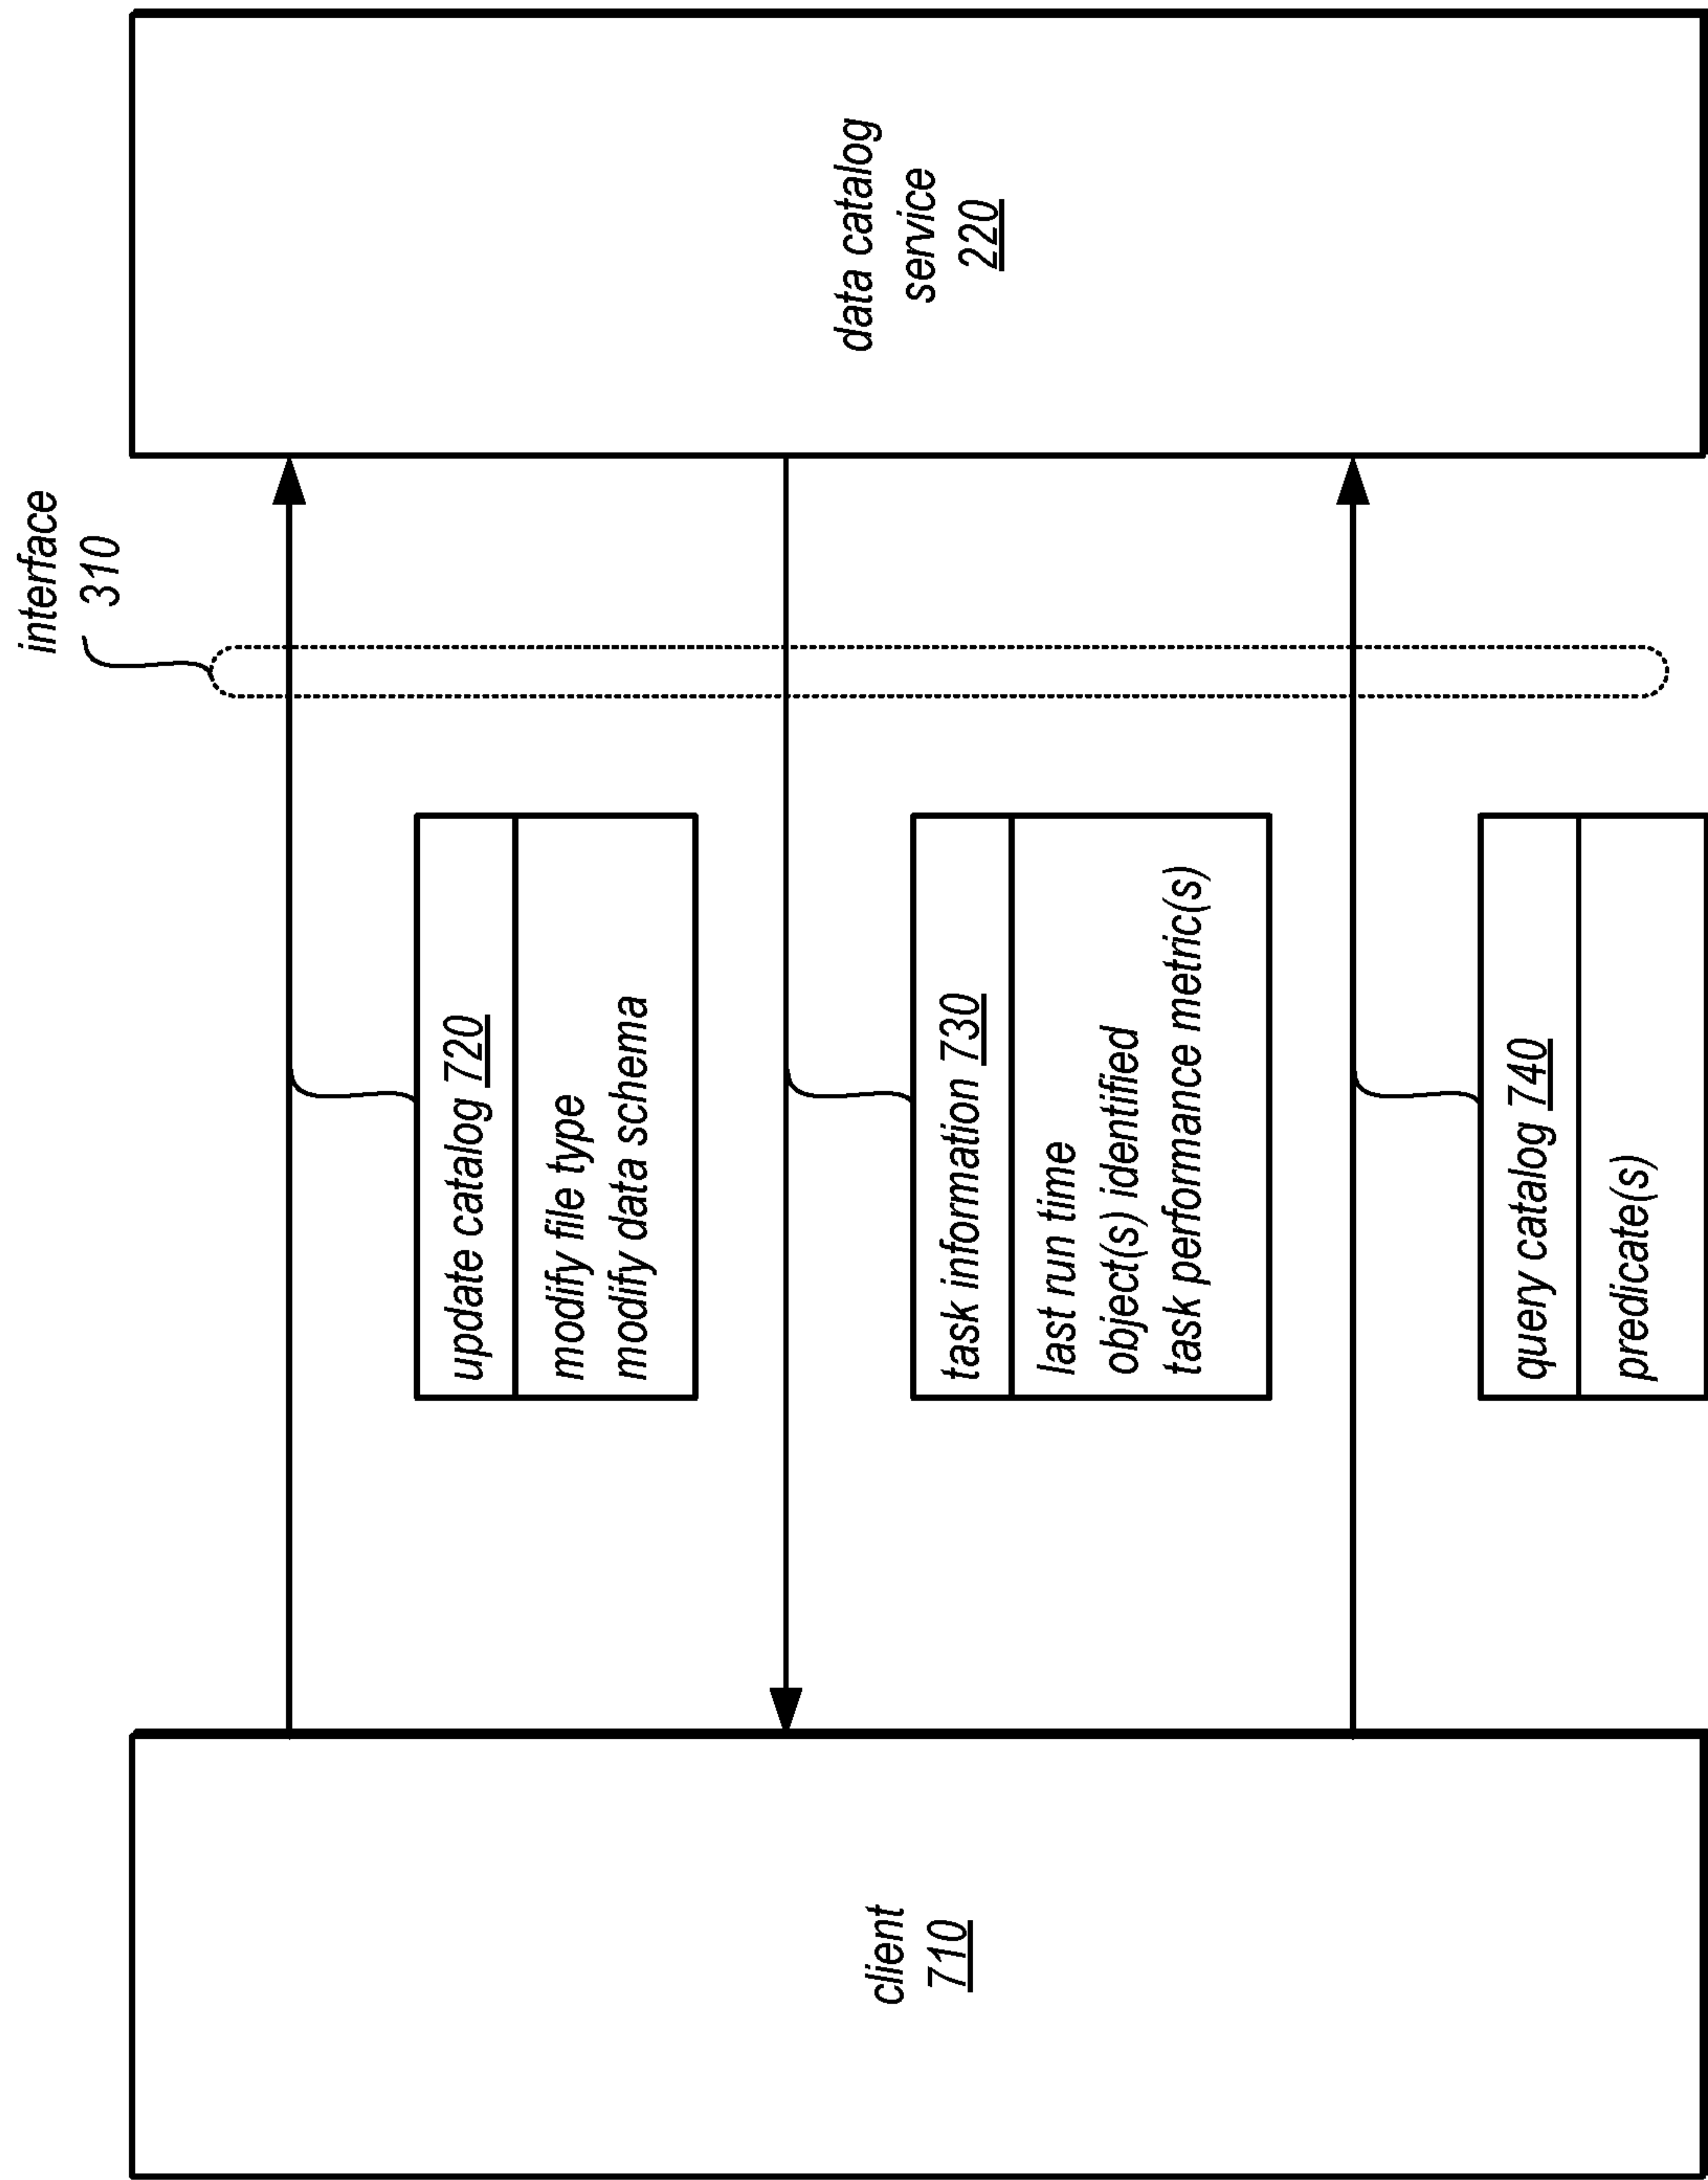 interface
310
client
710
update catalog 720
modify file type
modify data schema
task information 730
last run time
object(s) identified
task performance metric(s)
query catalog 740
predicate(s)
data catalog
service
220